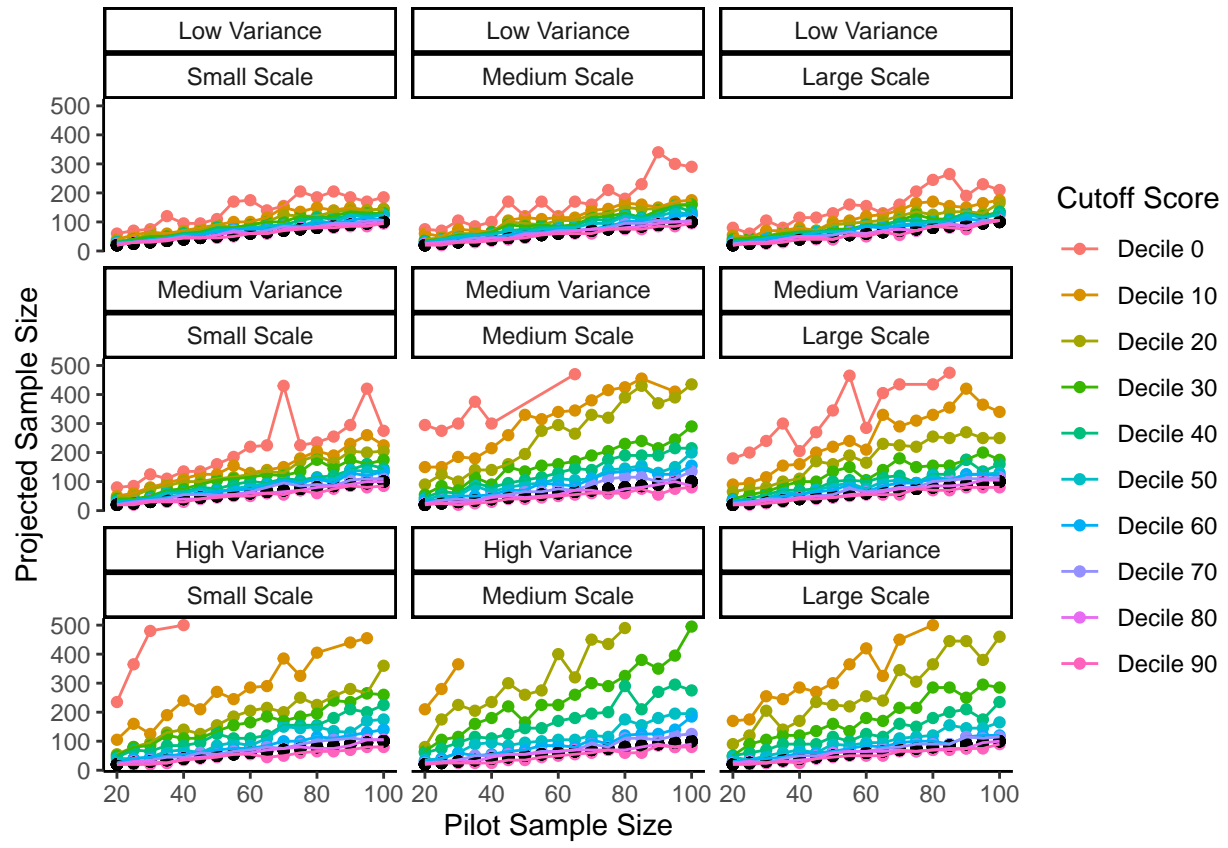 Low Variance
Low Variance
Low Variance
Small Scale
Medium Scale
Large Scale
500
400
300
200
100
0
Medium Variance
Medium Variance
Medium Variance
Small Scale
Medium Scale
Large Scale
500
400
300
200
100
0
High Variance
High Variance
High Variance
Small Scale
Medium Scale
Large Scale
500
400
300
200
100
0
20 40 60 80 100
20 40 60 80 100
20 40 60 80 100
Projected Sample Size
Pilot Sample Size
Cutoff Score
Decile 0
Decile 10
Decile 20
Decile 30
Decile 40
Decile 50
Decile 60
Decile 70
Decile 80
Decile 90